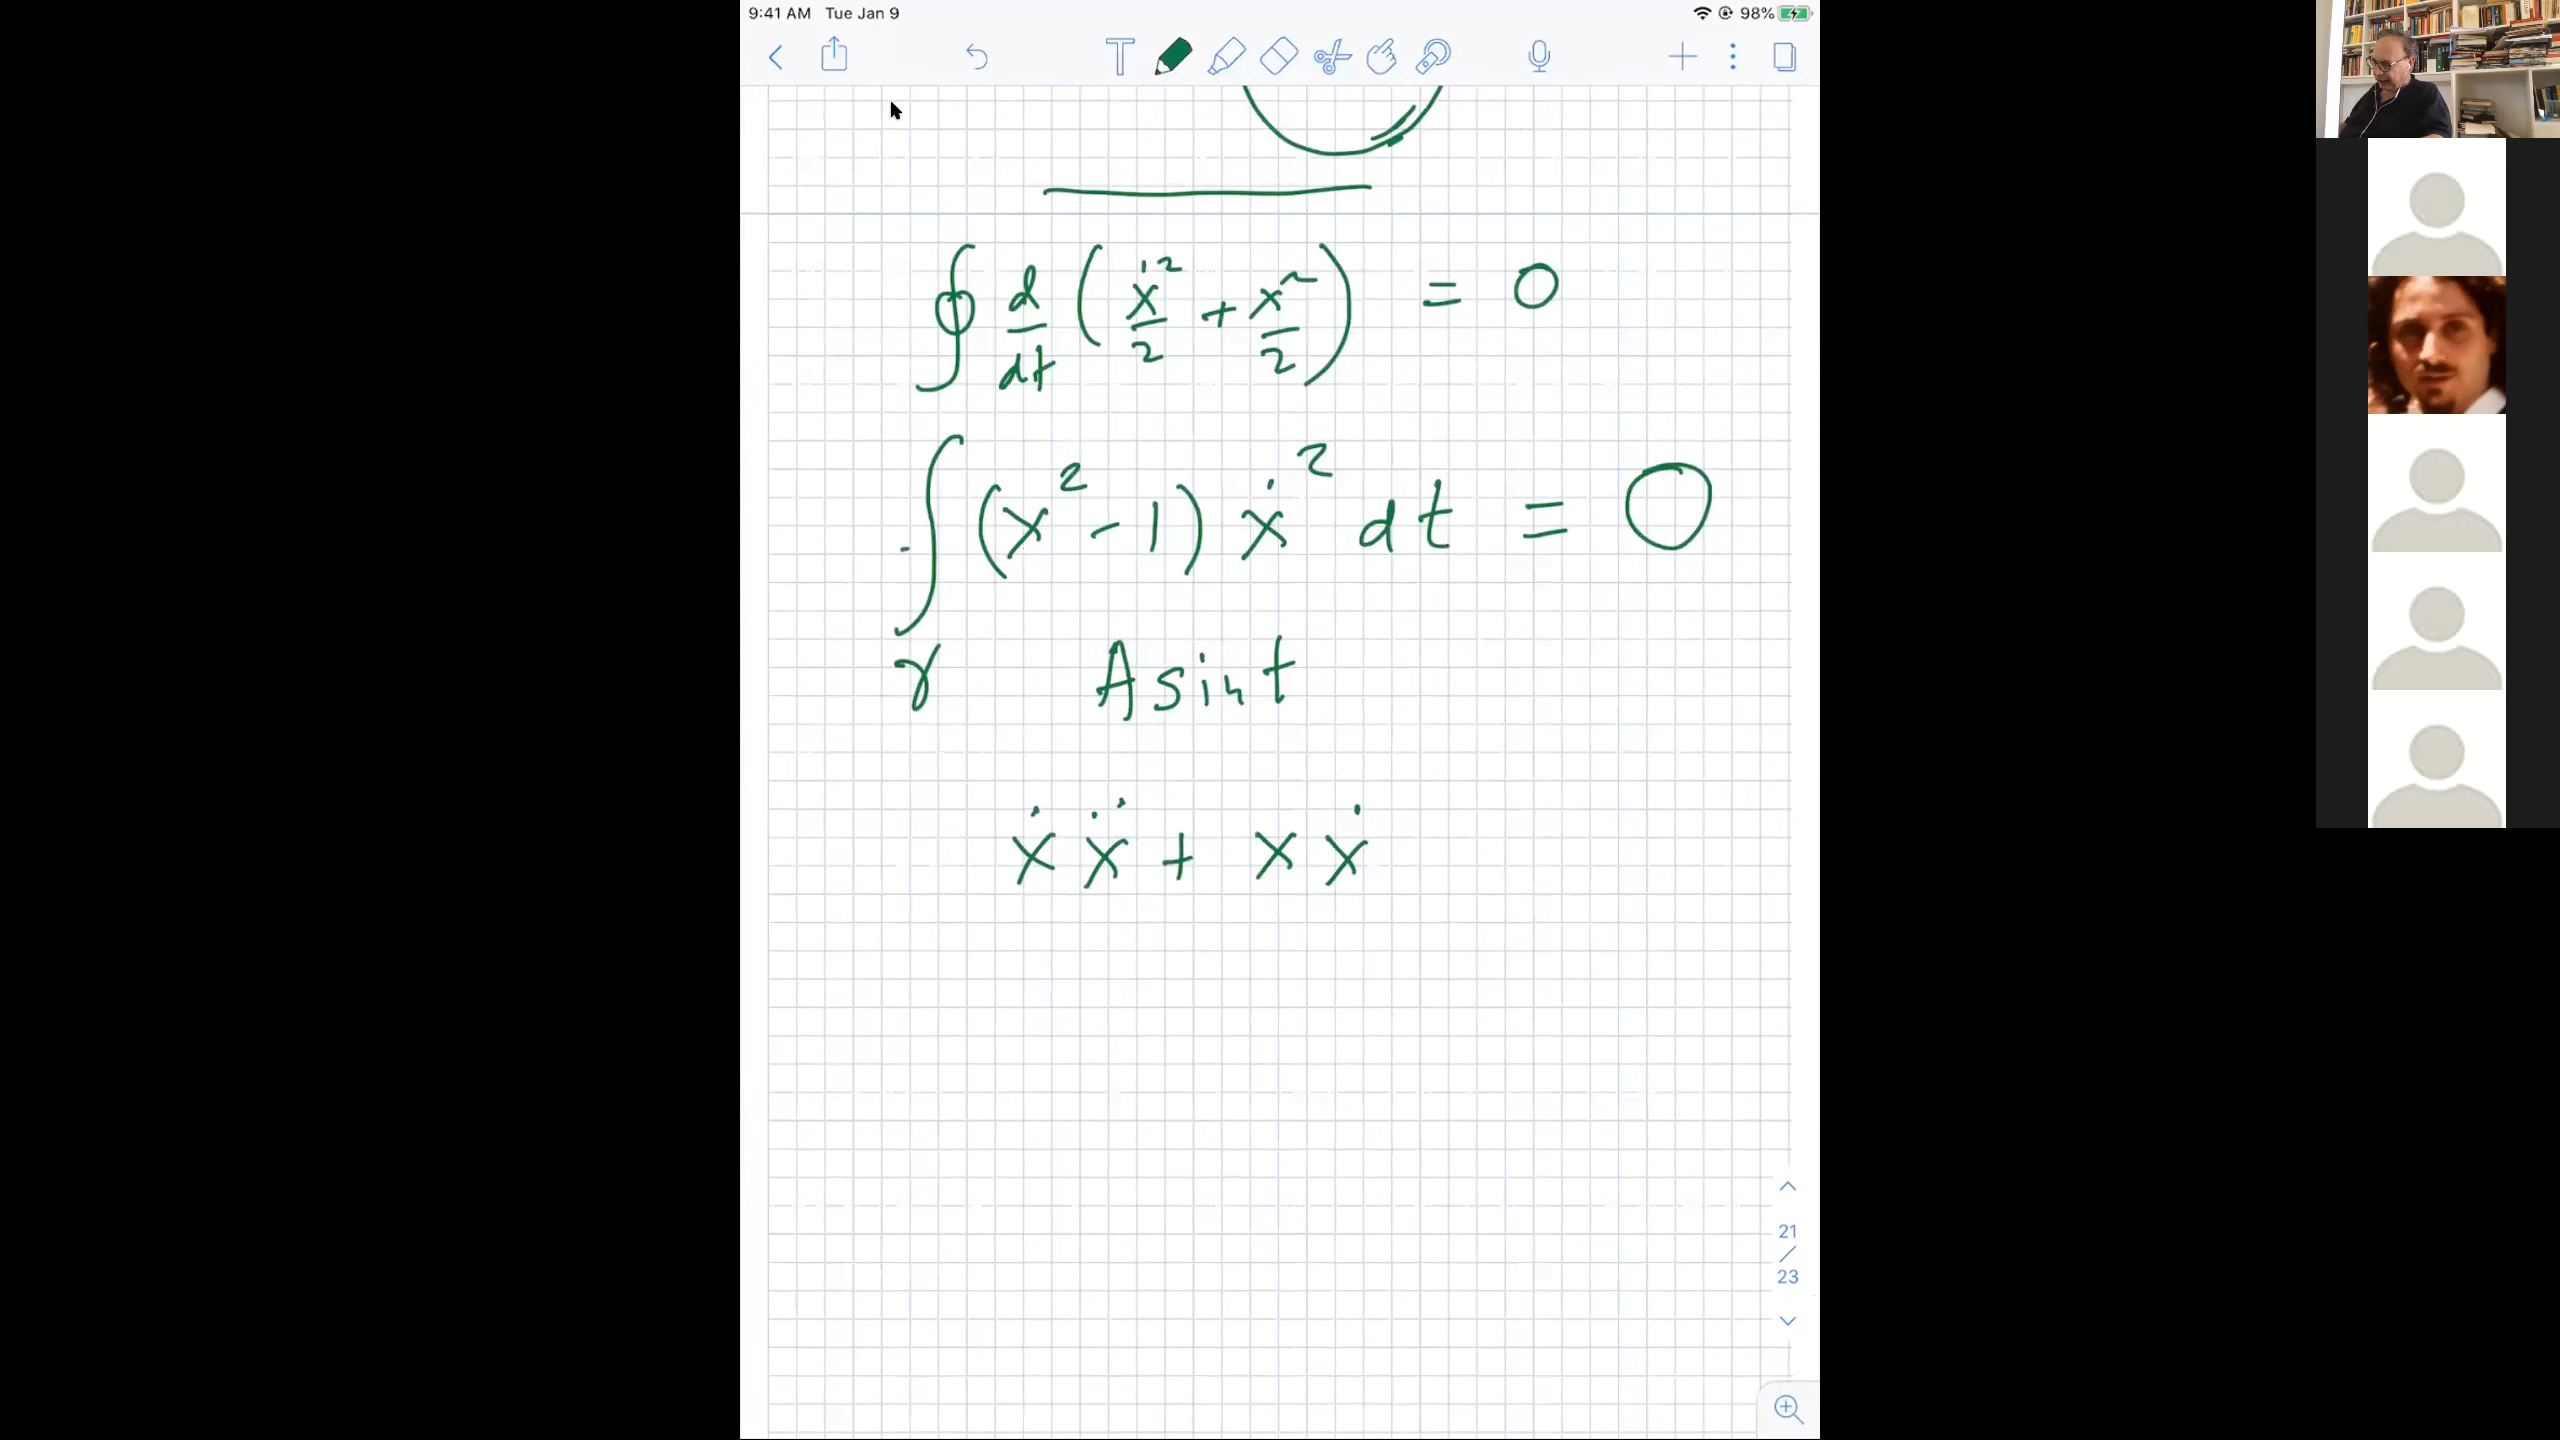 9:41 AM Tue Jan 9 98%
T
∮ d/dt (ẋ²/2 + x²/2) = 0
∫ (x² - 1) ẋ² dt = 0
γ A sin t
ẋ ẍ + x ẋ
21
/
23